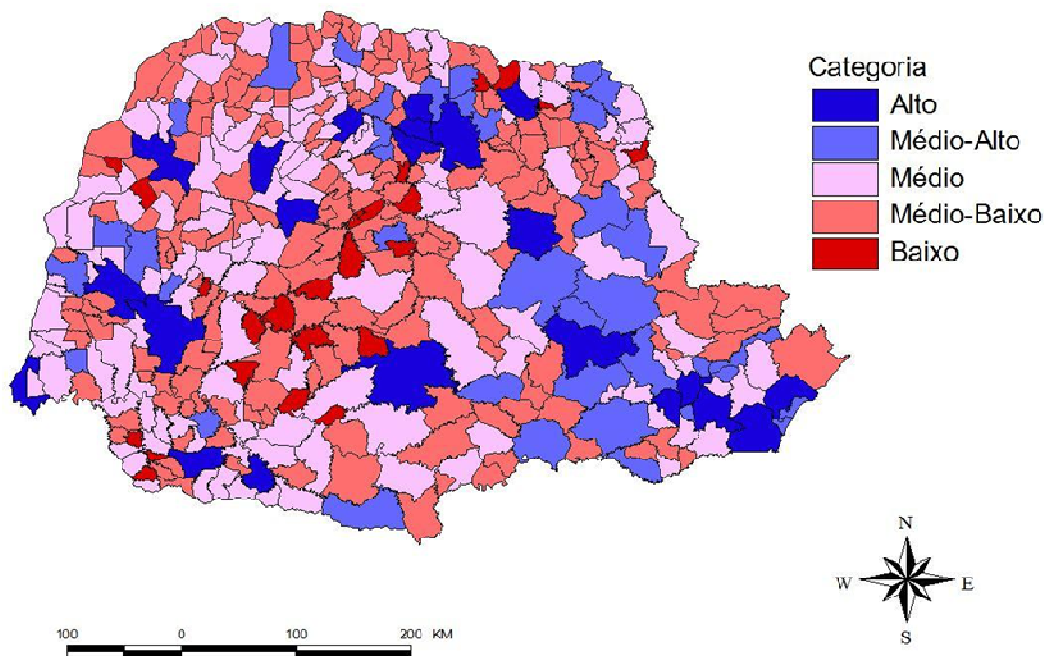 Categoria
Alto
Médio-Alto
Médio
Médio-Baixo
Baixo
N
W E
S
100 0 100 200 KM